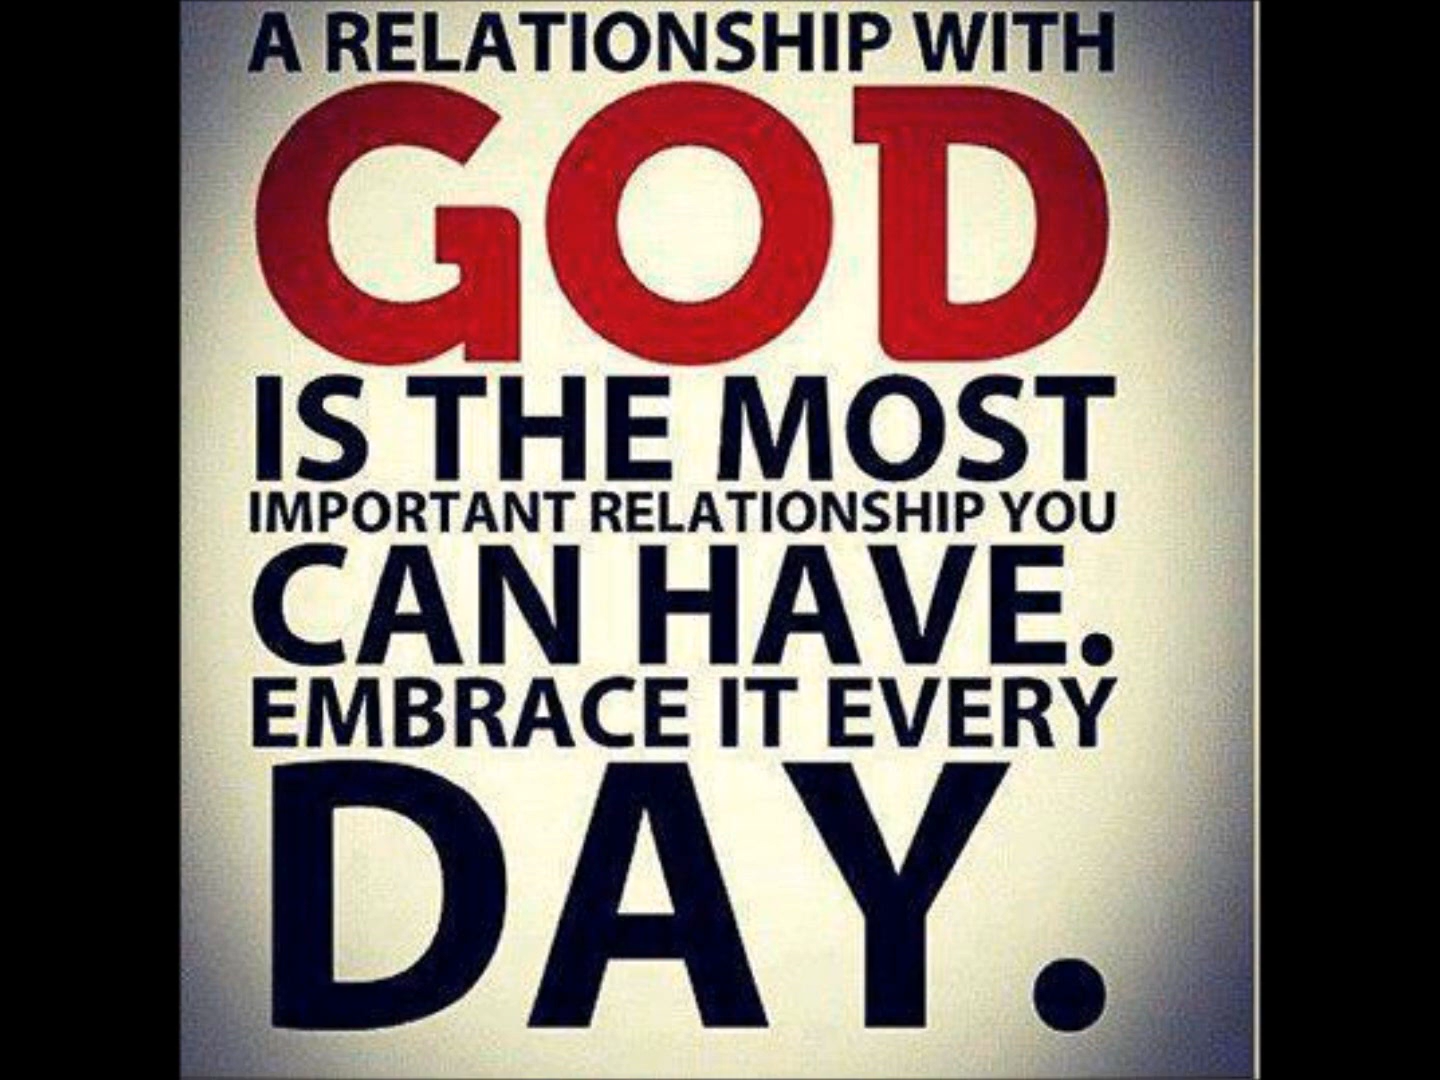 A RELATIONSHIP WITH
GOD
IS THE MOST
IMPORTANT RELATIONSHIP YOU
CAN HAVE.
EMBRACE IT EVERY
DAY.